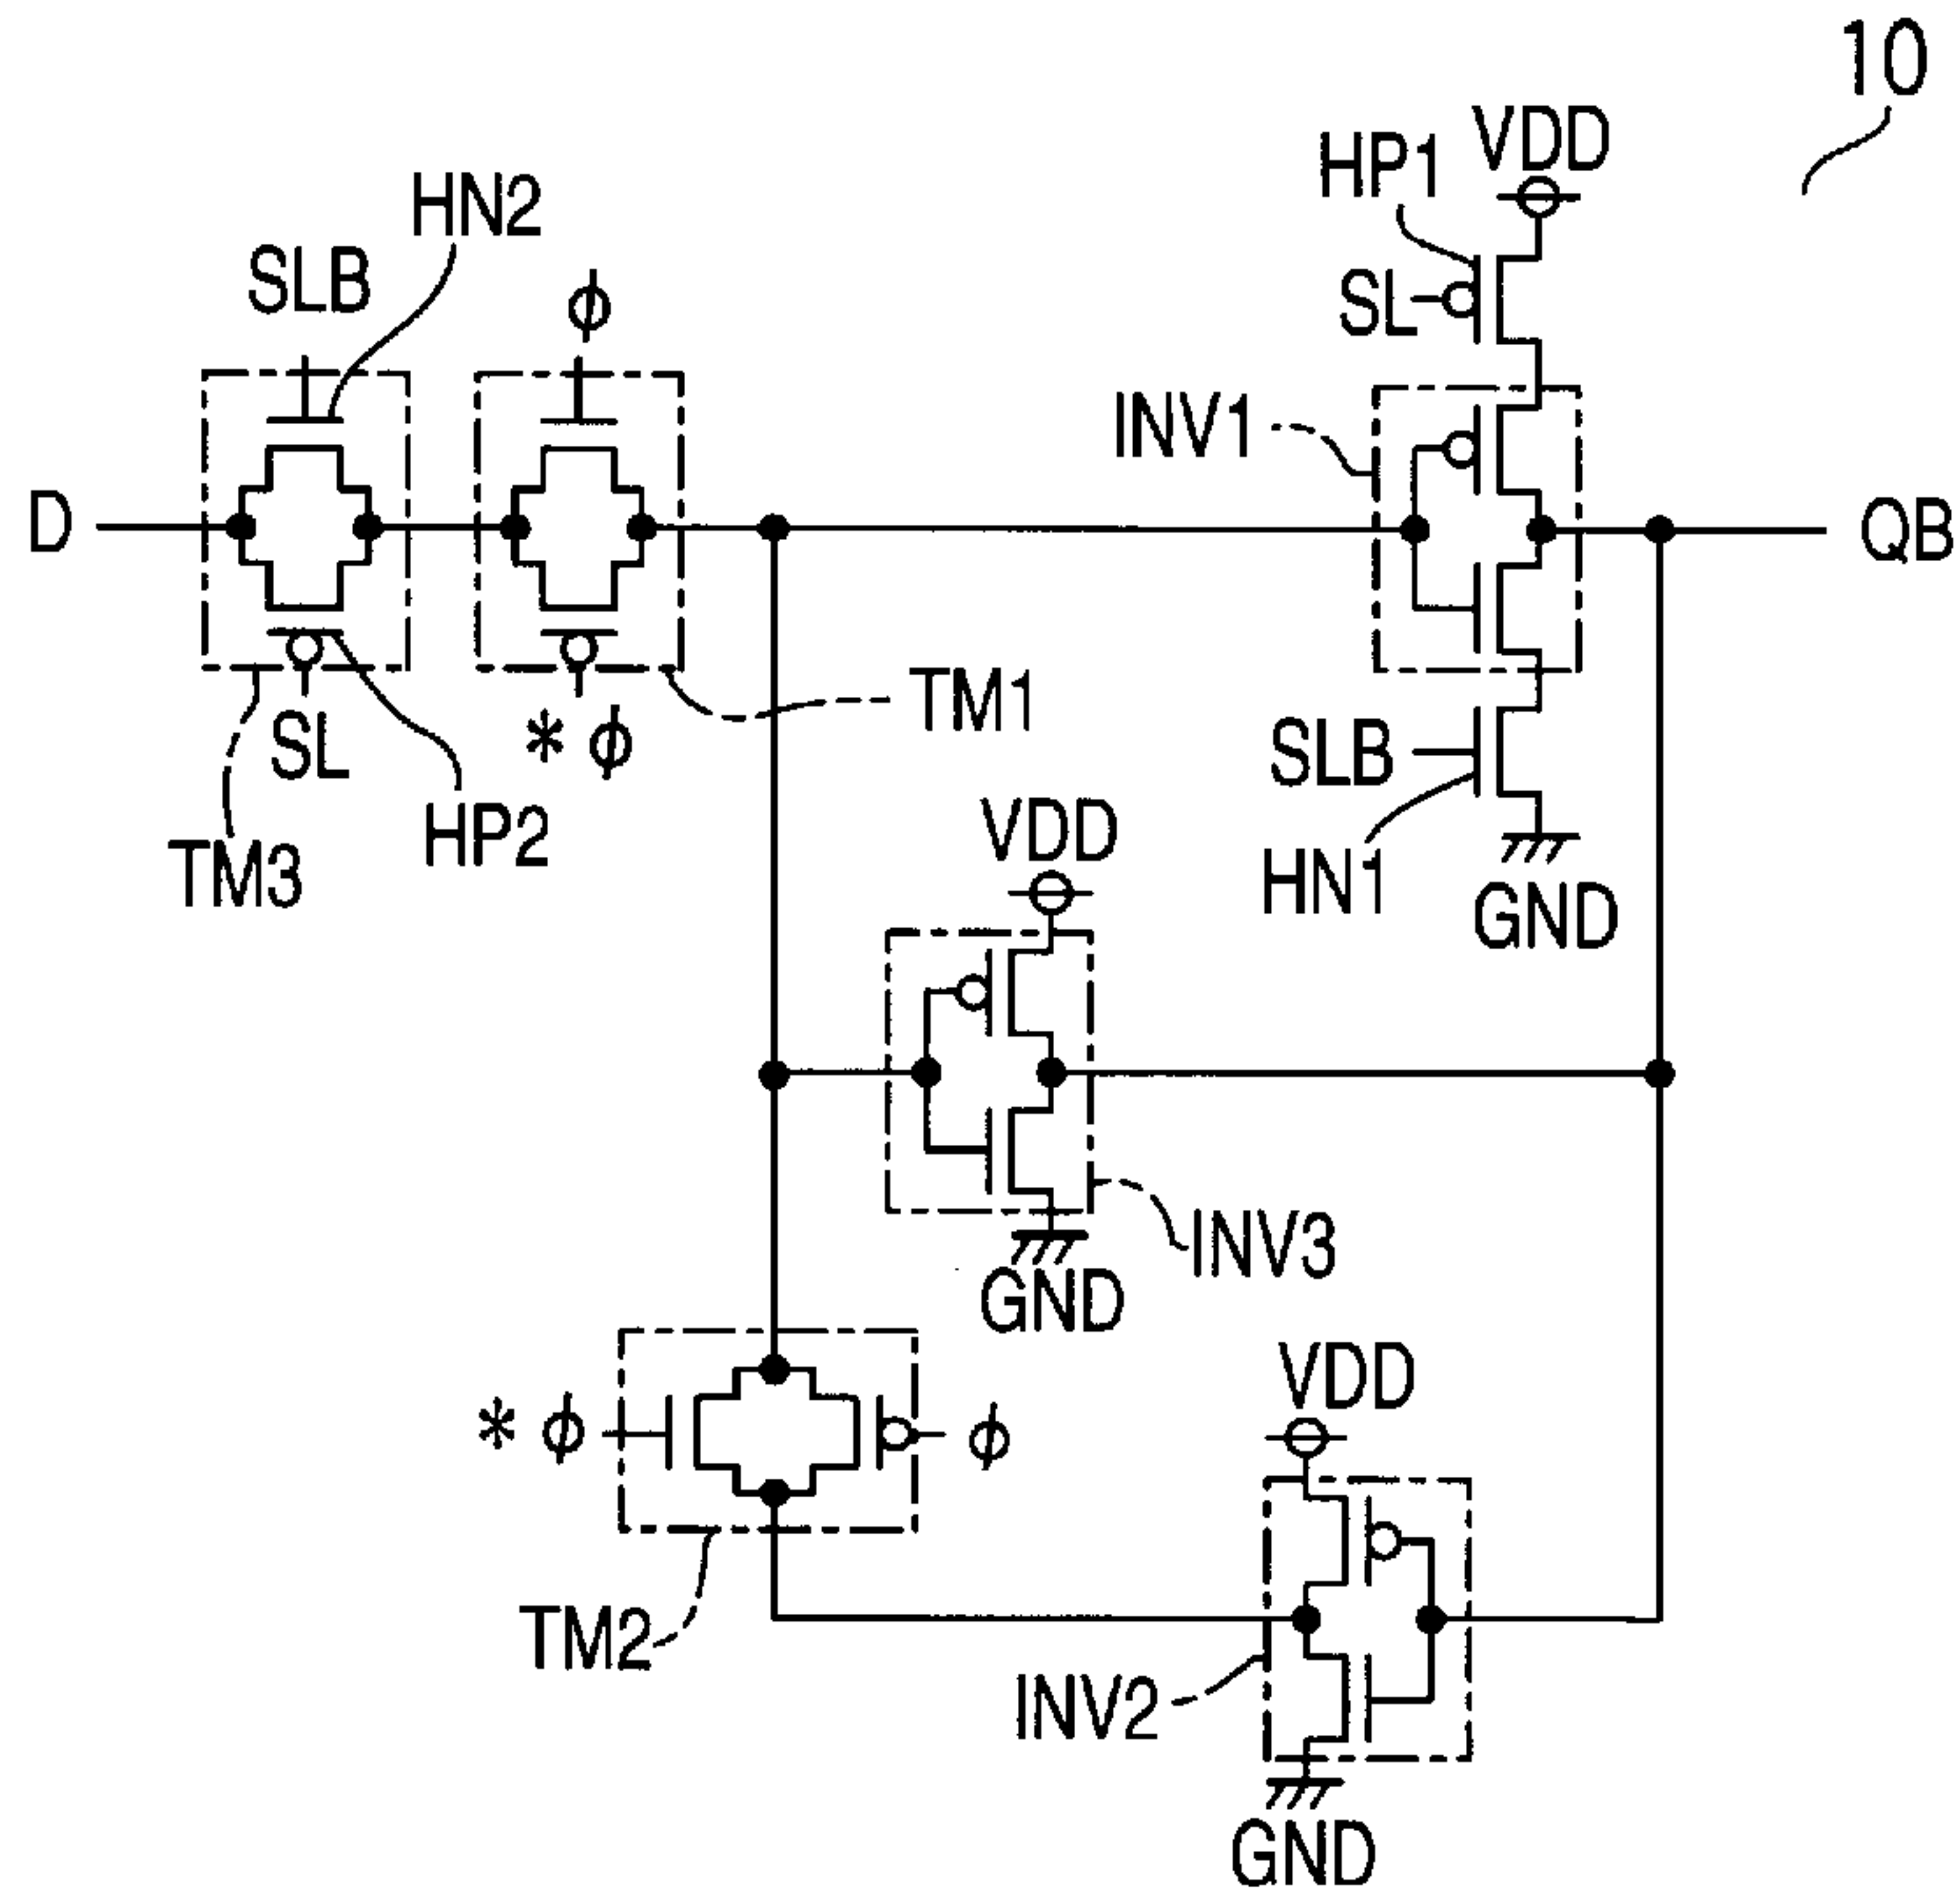 10
VDD
HP1
HN2
SLB
ϕ
SL
INV1
D
QB
TM1
SL
* ϕ
SLB
HP2
VDD
TM3
HN1
GND
INV3
GND
VDD
* ϕ
ϕ
TM2
INV2
GND